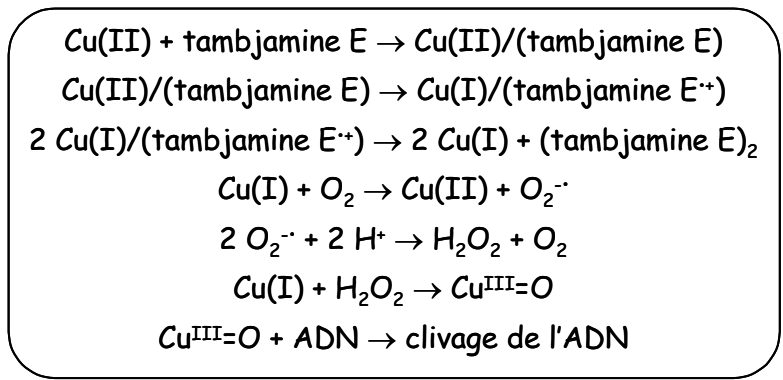 Cu(II) + tambjamine E → Cu(II)/(tambjamine E)
Cu(II)/(tambjamine E) → Cu(I)/(tambjamine E·⁺)
2 Cu(I)/(tambjamine E·⁺) → 2 Cu(I) + (tambjamine E)₂
Cu(I) + O₂ → Cu(II) + O₂⁻·
2 O₂⁻· + 2 H⁺ → H₂O₂ + O₂
Cu(I) + H₂O₂ → Cuᴵᴵᴵ=O
Cuᴵᴵᴵ=O + ADN → clivage de l'ADN